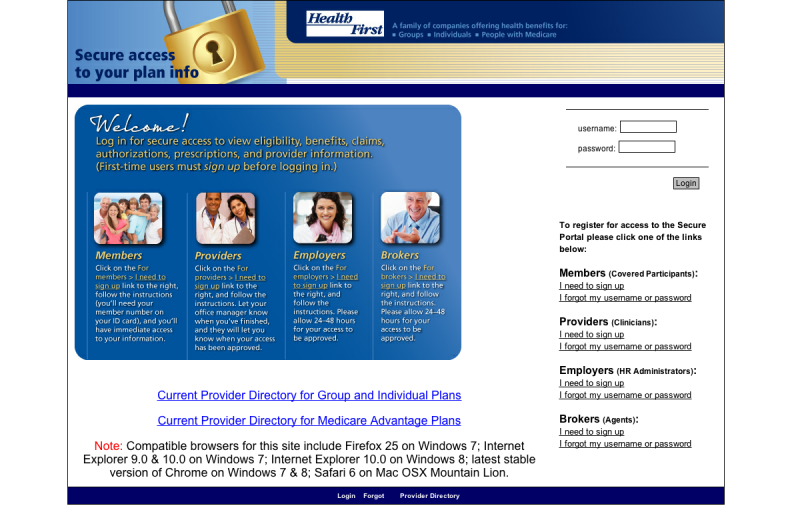 Secure access
to your plan info
Health
First
A family of companies offering health benefits for:
▪ Groups ▪ Individuals ▪ People with Medicare
Welcome!
Log in for secure access to view eligibility, benefits, claims,
authorizations, prescriptions, and provider information.
(First-time users must sign up before logging in.)
Members
Click on the For
members > I need to
sign up link to the right,
follow the instructions
(you'll need your
member number on
your ID card), and you'll
have immediate access
to your information.
Providers
Click on the For
providers > I need to
sign up link to the
right, and follow the
instructions. Let your
office manager know
when you've finished,
and they will let you
know when your access
has been approved.
Employers
Click on the For
employers > I need
to sign up link to
the right, and
follow the
instructions. Please
allow 24–48 hours
for your access to
be approved.
Brokers
Click on the For
brokers > I need to
sign up link to the
right, and follow
the instructions.
Please allow 24–48
hours for your
access to be
approved.
username:
password:
Login
To register for access to the Secure
Portal please click one of the links
below:
Members (Covered Participants):
I need to sign up
I forgot my username or password
Providers (Clinicians):
I need to sign up
I forgot my username or password
Employers (HR Administrators):
I need to sign up
I forgot my username or password
Brokers (Agents):
I need to sign up
I forgot my username or password
Current Provider Directory for Group and Individual Plans
Current Provider Directory for Medicare Advantage Plans
Note: Compatible browsers for this site include Firefox 25 on Windows 7; Internet
Explorer 9.0 & 10.0 on Windows 7; Internet Explorer 10.0 on Windows 8; latest stable
version of Chrome on Windows 7 & 8; Safari 6 on Mac OSX Mountain Lion.
Login Forgot Provider Directory